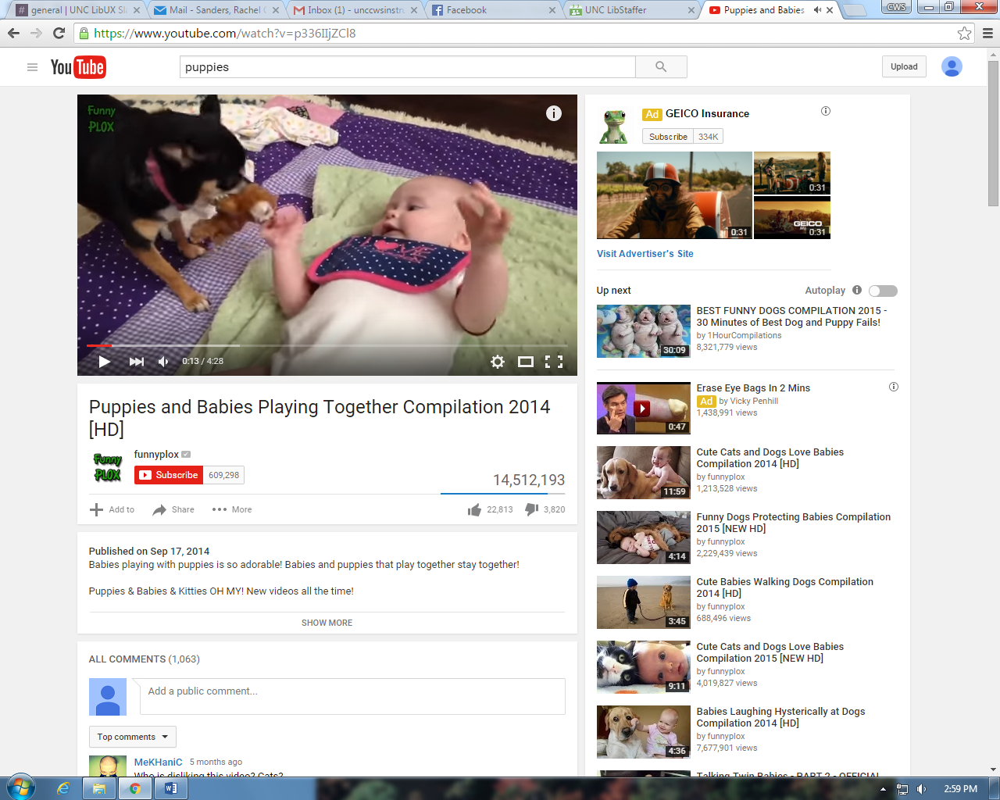 general | UNC LibUX Sl
Mail - Sanders, Rachel
Inbox (1) - unccwsinstr
Facebook
UNC LibStaffer
Puppies and Babies
CWS
https://www.youtube.com/watch?v=p336IIjZCl8
YouTube
puppies
Upload
Funny
PLOX
I LOVE
0:13 / 4:28
Puppies and Babies Playing Together Compilation 2014
[HD]
Funny
PLOX
funnyplox
Subscribe 609,298
14,512,193
Add to Share More 22,813 3,820
Published on Sep 17, 2014
Babies playing with puppies is so adorable! Babies and puppies that play together stay together!
Puppies & Babies & Kitties OH MY! New videos all the time!
SHOW MORE
ALL COMMENTS (1,063)
Add a public comment...
Top comments
MeKHaniC 5 months ago
Who is disliking this video? Cats?
Ad GEICO Insurance
Subscribe 334K
0:31
0:31
GEICO
0:31
Visit Advertiser's Site
Up next Autoplay
BEST FUNNY DOGS COMPILATION 2015 -
30 Minutes of Best Dog and Puppy Fails!
by 1HourCompilations
8,321,779 views
30:09
Erase Eye Bags In 2 Mins
Ad by Vicky Penhill
1,438,991 views
0:47
Cute Cats and Dogs Love Babies
Compilation 2014 [HD]
by funnyplox
1,213,528 views
11:59
Funny Dogs Protecting Babies Compilation
2015 [NEW HD]
by funnyplox
2,229,439 views
4:14
Cute Babies Walking Dogs Compilation
2014 [HD]
by funnyplox
688,496 views
3:45
Cute Cats and Dogs Love Babies
Compilation 2015 [NEW HD]
by funnyplox
4,019,827 views
9:11
Babies Laughing Hysterically at Dogs
Compilation 2014 [HD]
by funnyplox
7,677,901 views
4:36
Talking Twin Babies - PART 2 - OFFICIAL
2:59 PM